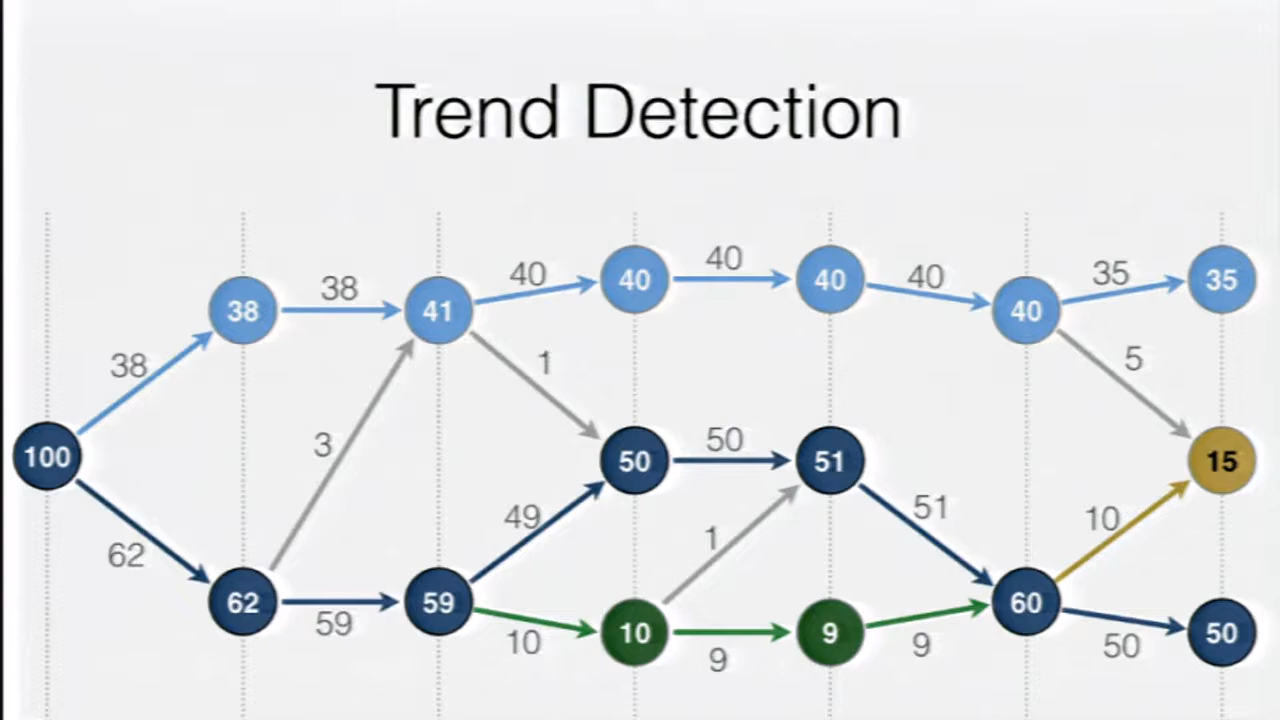 Trend Detection
40 40 40 35
40 40 35
38 38 41 40
38 1 5
3 50
100 50 51 15
49 1 51 10
62
62 59 59 10 10 9 9 9 60 50 50